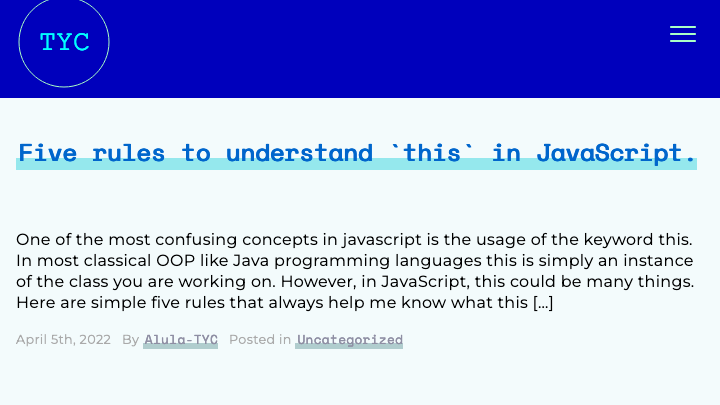 TYC
Five rules to understand `this` in JavaScript.
One of the most confusing concepts in javascript is the usage of the keyword this.
In most classical OOP like Java programming languages this is simply an instance
of the class you are working on. However, in JavaScript, this could be many things.
Here are simple five rules that always help me know what this [...]
April 5th, 2022 By Alula-TYC Posted in Uncategorized